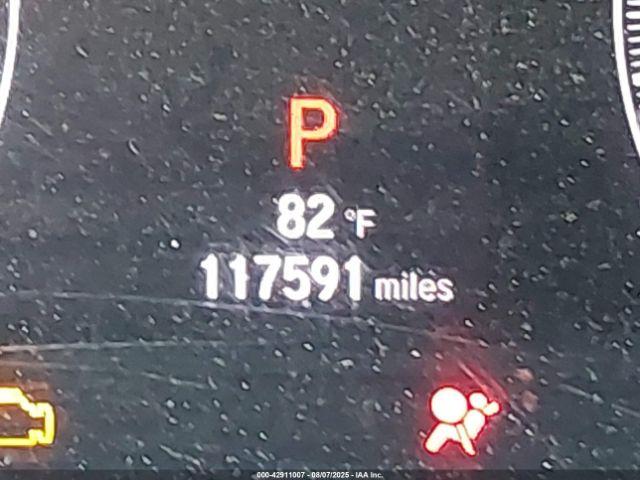 P
82 °F
117591 miles
000-42911007 - 08/07/2025 - IAA Inc.